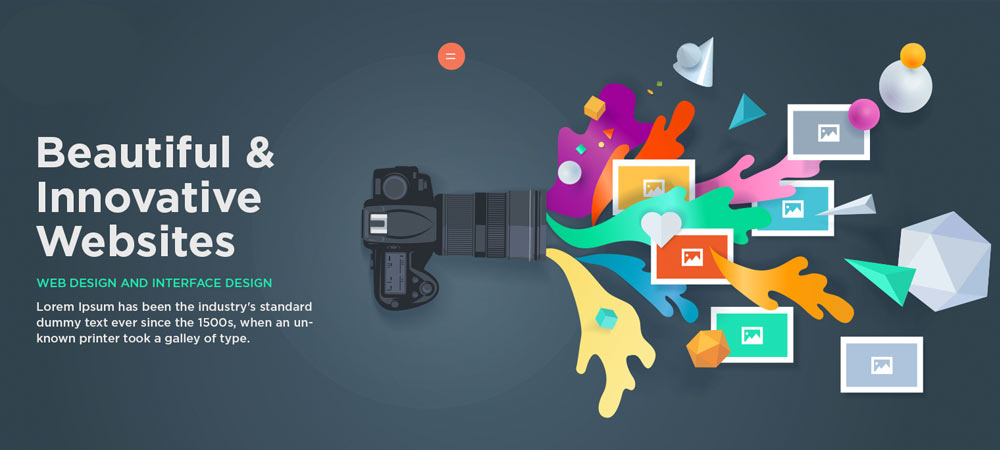 Beautiful &
Innovative
Websites
WEB DESIGN AND INTERFACE DESIGN
Lorem Ipsum has been the industry's standard
dummy text ever since the 1500s, when an un-
known printer took a galley of type.